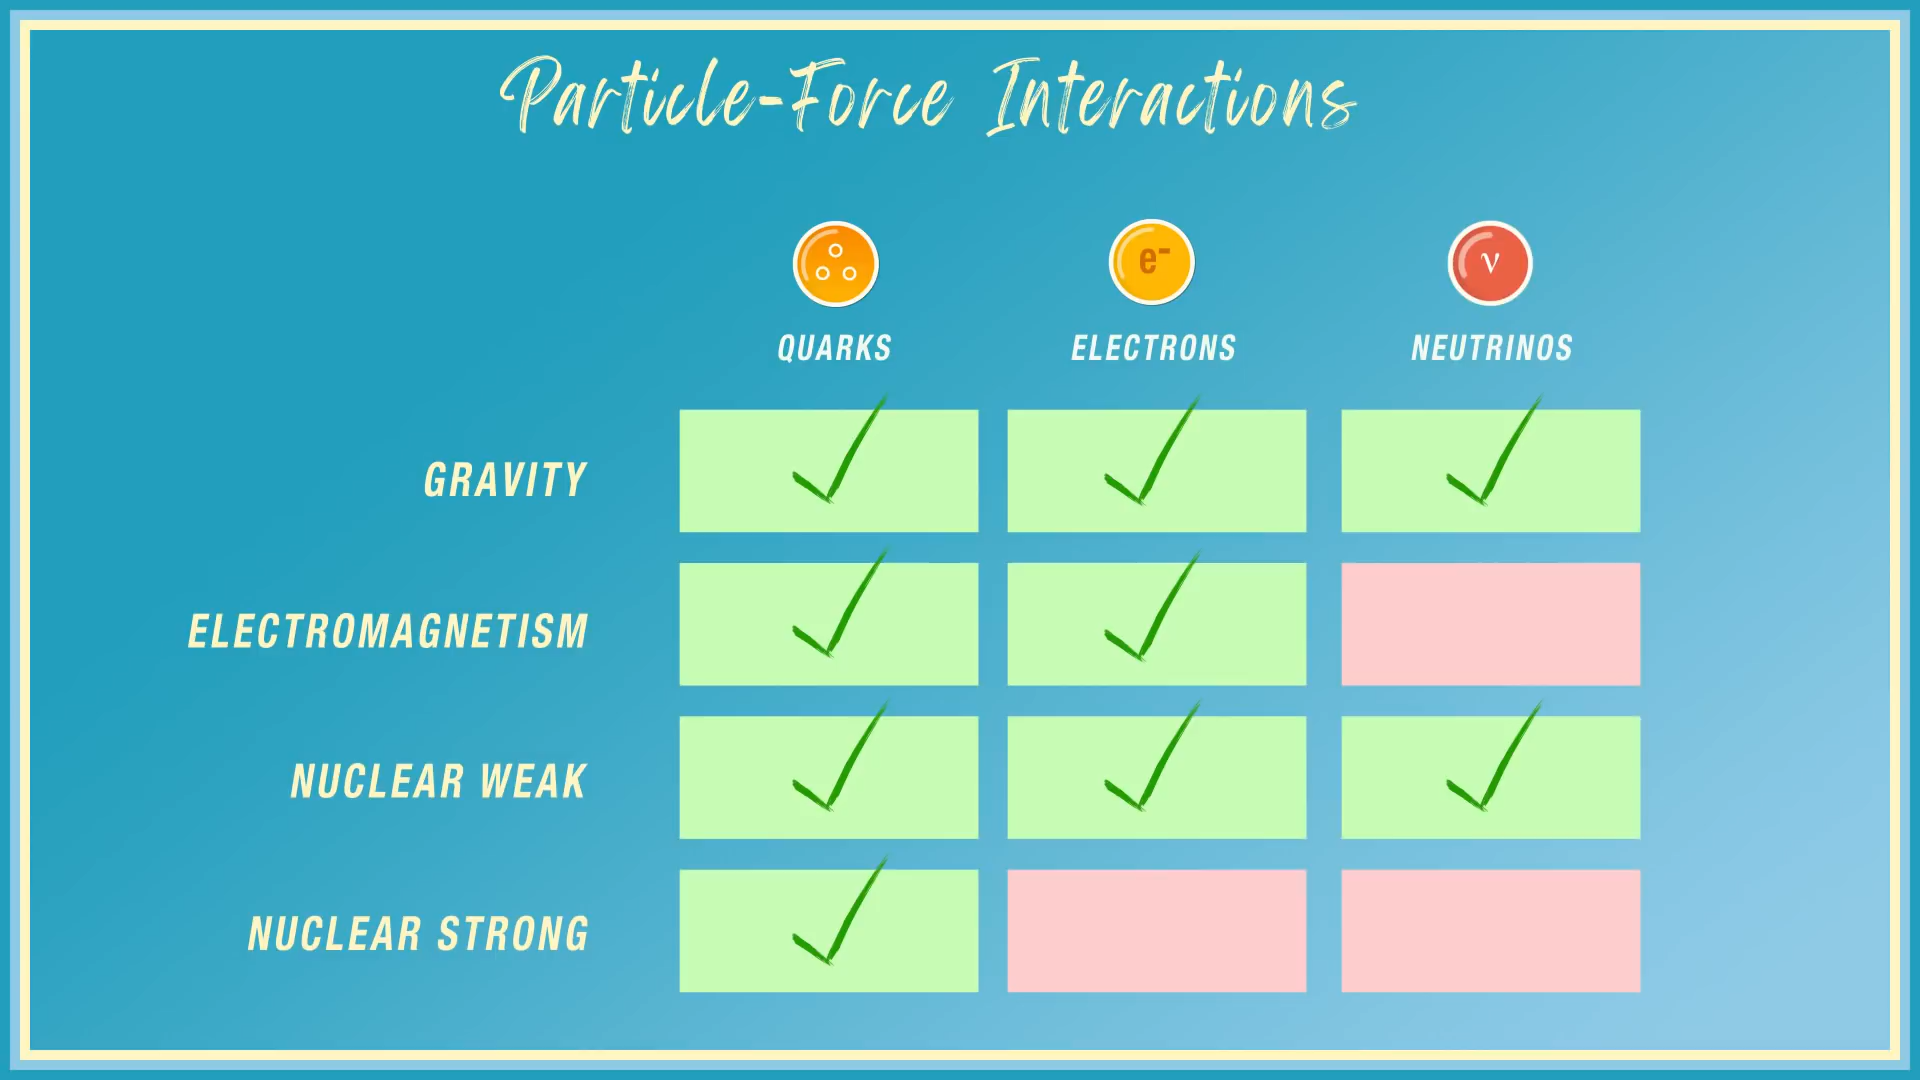 Particle-Force Interactions
e⁻
ν
QUARKS
ELECTRONS
NEUTRINOS
GRAVITY
ELECTROMAGNETISM
NUCLEAR WEAK
NUCLEAR STRONG